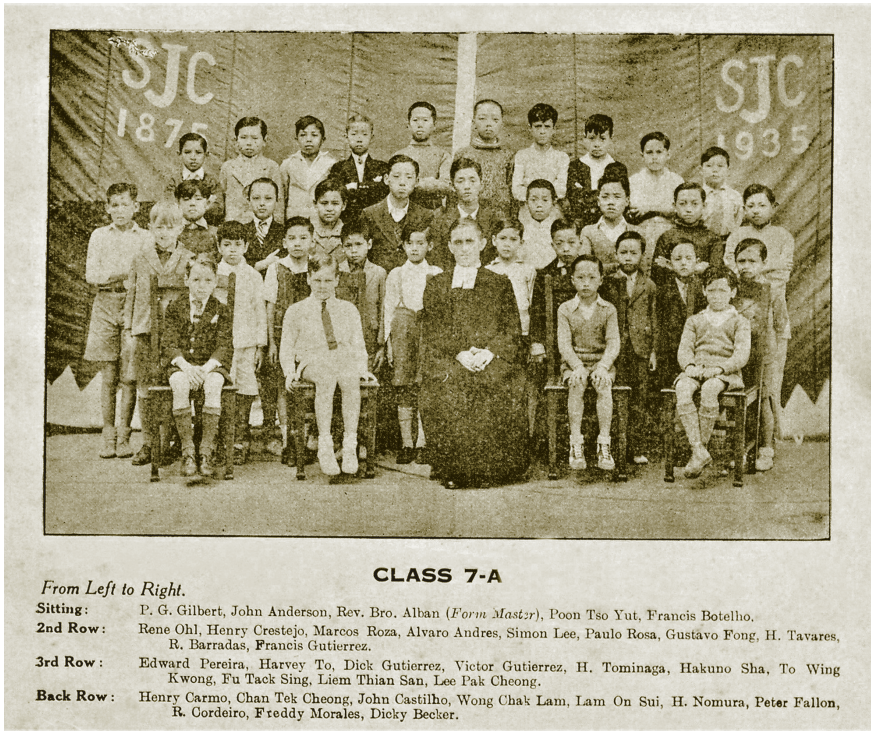 SJC
1875
SJC
1935
CLASS 7-A
From Left to Right.
Sitting: P. G. Gilbert, John Anderson, Rev. Bro. Alban (Form Master), Poon Tso Yut, Francis Botelho.
2nd Row: Rene Ohl, Henry Crestejo, Marcos Roza, Alvaro Andres, Simon Lee, Paulo Rosa, Gustavo Fong, H. Tavares,
R. Barradas, Francis Gutierrez.
3rd Row: Edward Pereira, Harvey To, Dick Gutierrez, Victor Gutierrez, H. Tominaga, Hakuno Sha, To Wing
Kwong, Fu Tack Sing, Liem Thian San, Lee Pak Cheong.
Back Row: Henry Carmo, Chan Tek Cheong, John Castilho, Wong Chak Lam, Lam On Sui, H. Nomura, Peter Fallon,
R. Cordeiro, Freddy Morales, Dicky Becker.